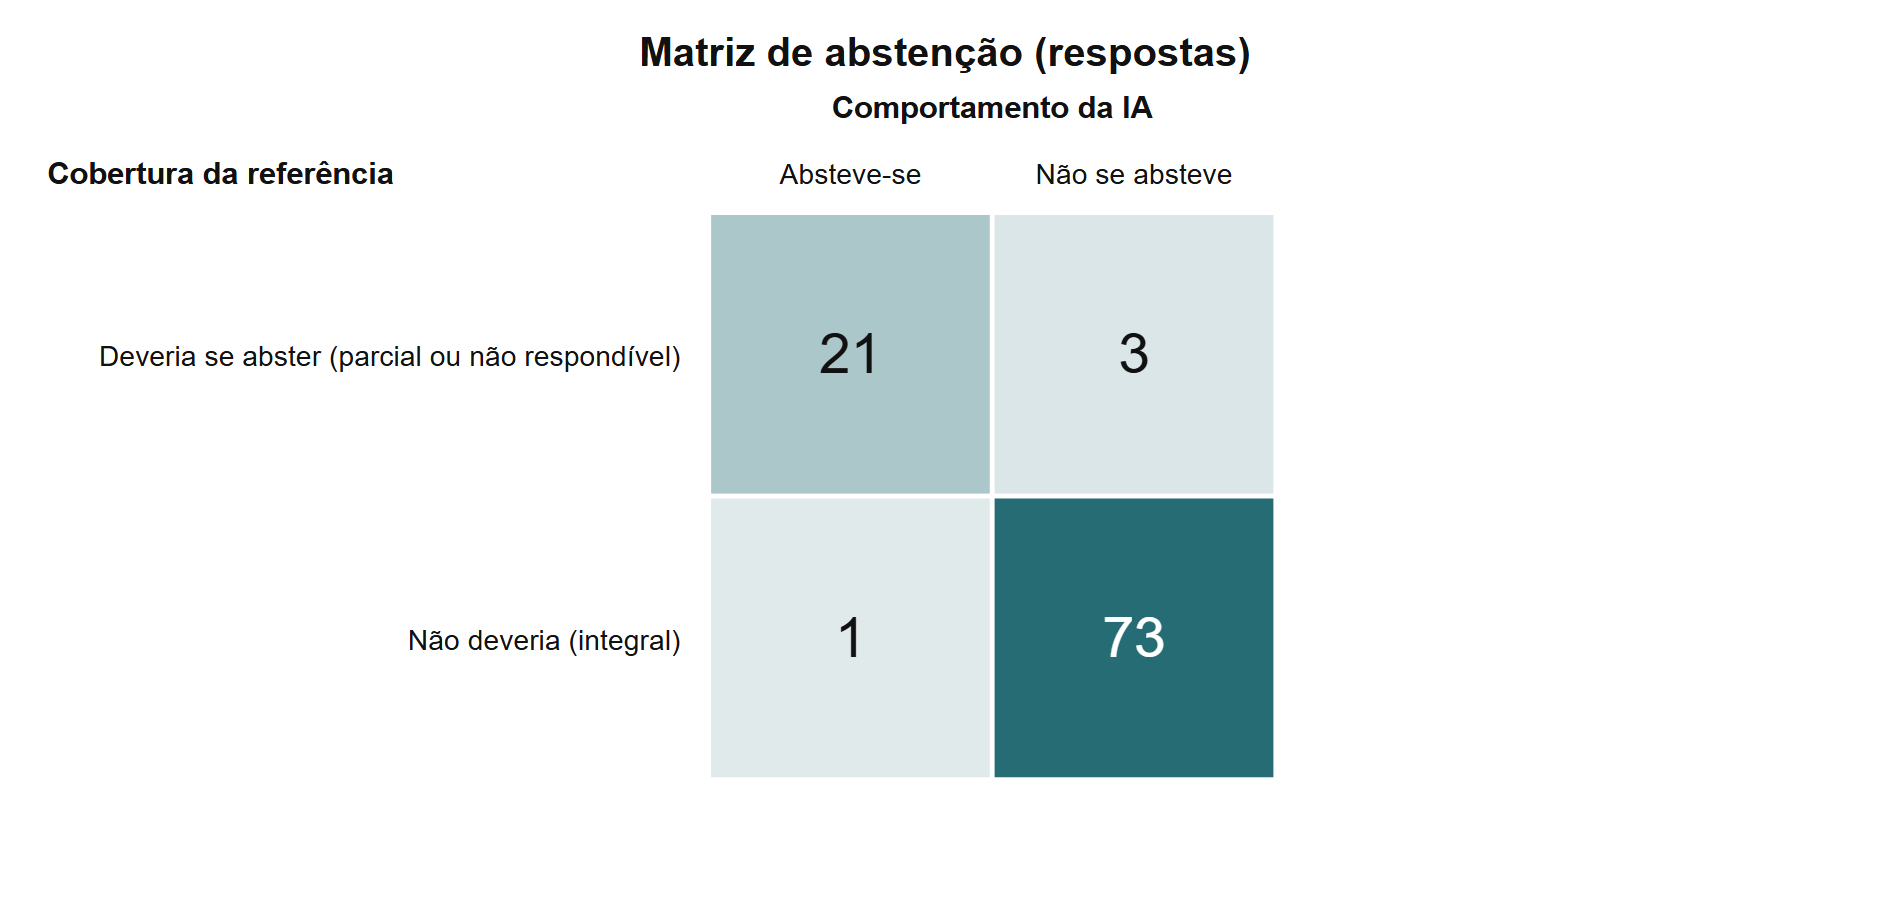 Matriz de abstenção (respostas)
Comportamento da IA
Cobertura da referência
Absteve-se
Não se absteve
Deveria se abster (parcial ou não respondível)
21
3
Não deveria (integral)
1
73